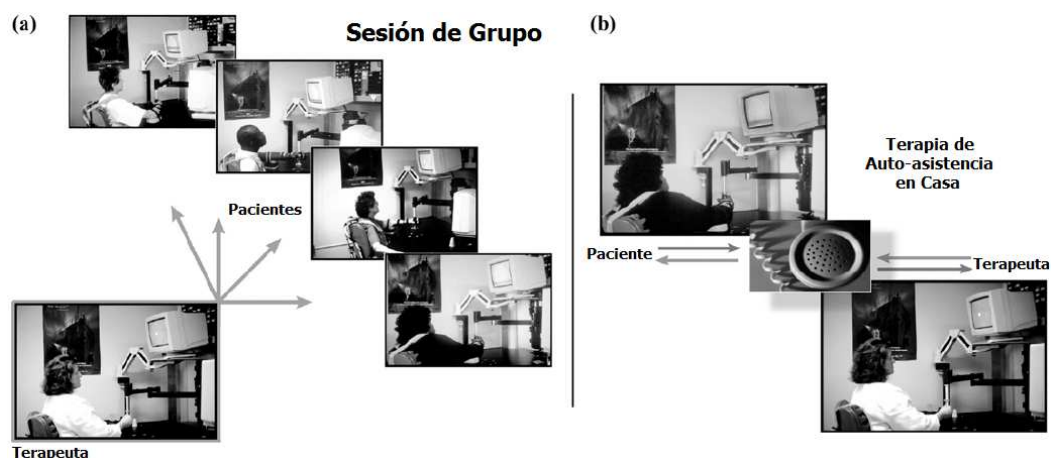 (a)
Sesión de Grupo
Pacientes
Terapeuta
(b)
Terapia de
Auto-asistencia
en Casa
Paciente
Terapeuta